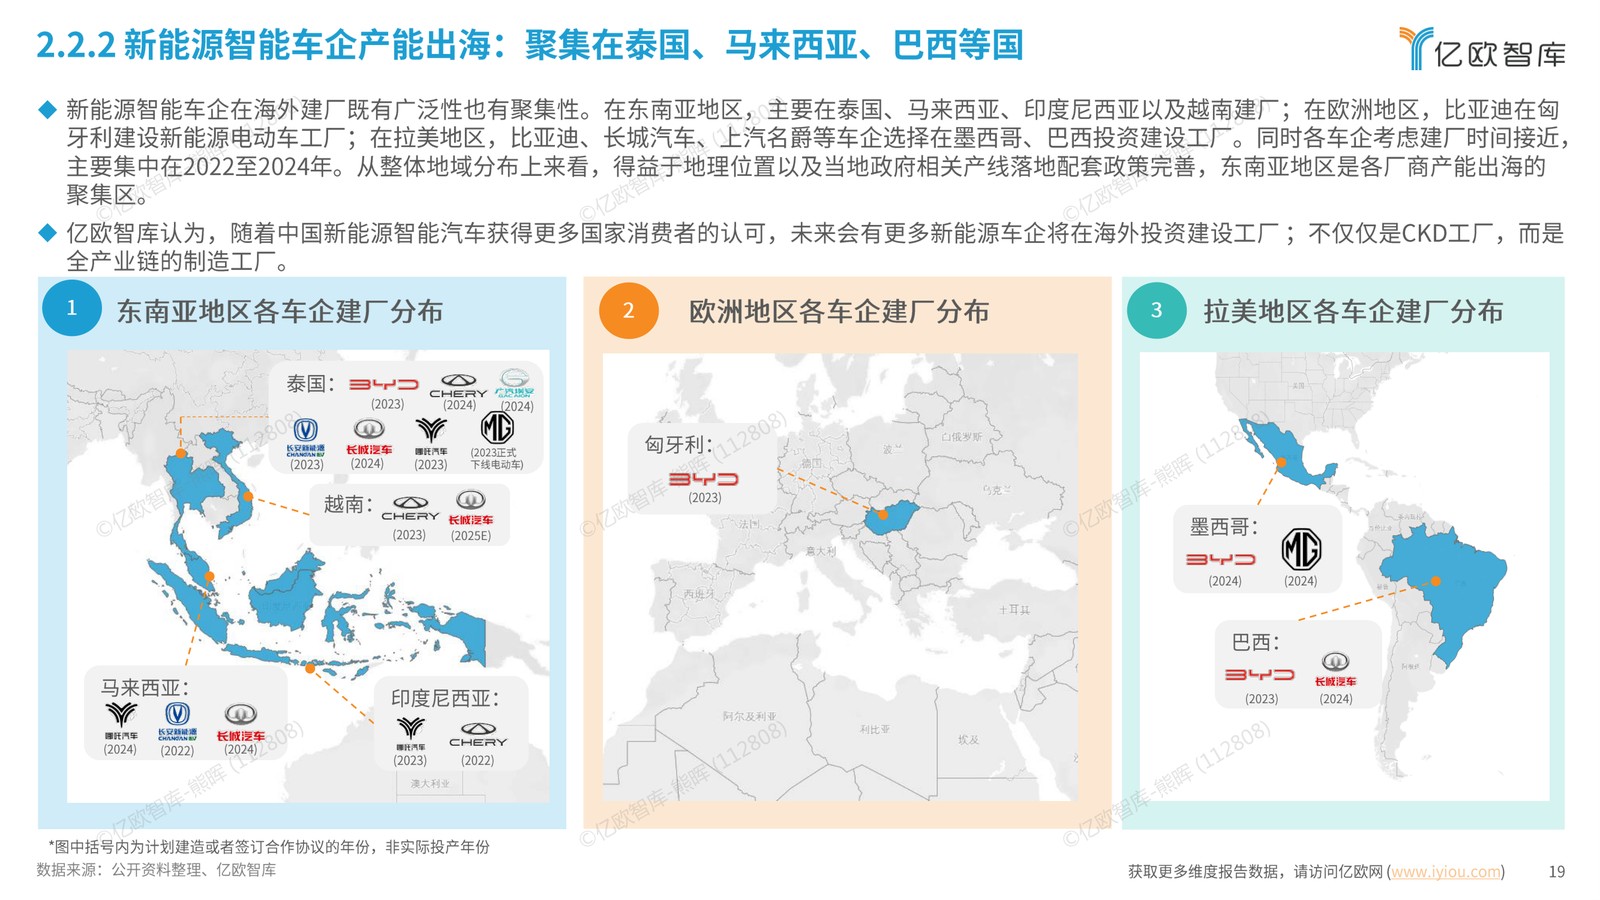 2.2.2 新能源智能车企产能出海：聚集在泰国、马来西亚、巴西等国
亿欧智库
新能源智能车企在海外建厂既有广泛性也有聚集性。在东南亚地区，主要在泰国、马来西亚、印度尼西亚以及越南建厂；在欧洲地区，比亚迪在匈
牙利建设新能源电动车工厂；在拉美地区，比亚迪、长城汽车、上汽名爵等车企选择在墨西哥、巴西投资建设工厂。同时各车企考虑建厂时间接近，
主要集中在2022至2024年。从整体地域分布上来看，得益于地理位置以及当地政府相关产线落地配套政策完善，东南亚地区是各厂商产能出海的
聚集区。
亿欧智库认为，随着中国新能源智能汽车获得更多国家消费者的认可，未来会有更多新能源车企将在海外投资建设工厂；不仅仅是CKD工厂，而是
全产业链的制造工厂。
1
东南亚地区各车企建厂分布
泰国：
BYD
(2023)
CHERY
(2024)
广汽埃安
GAC AION
(2024)
长安新能源
CHANGAN EV
(2023)
长城汽车
(2024)
哪吒汽车
(2023)
MG
(2023正式
下线电动车)
越南：
CHERY
(2023)
长城汽车
(2025E)
马来西亚：
哪吒汽车
(2024)
长安新能源
CHANGAN EV
(2022)
长城汽车
(2024)
印度尼西亚：
哪吒汽车
(2023)
CHERY
(2022)
澳大利亚
2
欧洲地区各车企建厂分布
匈牙利：
BYD
(2023)
白俄罗斯
波兰
德国
乌克兰
法国
意大利
西班牙
土耳其
阿尔及利亚
利比亚
埃及
3
拉美地区各车企建厂分布
美国
墨西哥：
BYD
(2024)
MG
(2024)
巴西：
BYD
(2023)
长城汽车
(2024)
阿根廷
©亿欧智库-熊晖 (112808)
*图中括号内为计划建造或者签订合作协议的年份，非实际投产年份
数据来源：公开资料整理、亿欧智库
获取更多维度报告数据，请访问亿欧网 (www.iyiou.com)
19